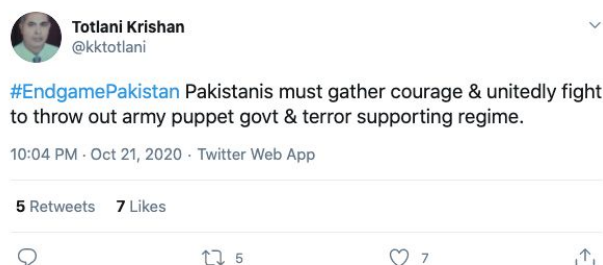 Totlani Krishan
@kktotlani
#EndgamePakistan Pakistanis must gather courage & unitedly fight
to throw out army puppet govt & terror supporting regime.
10:04 PM · Oct 21, 2020 · Twitter Web App
5 Retweets 7 Likes
5 7